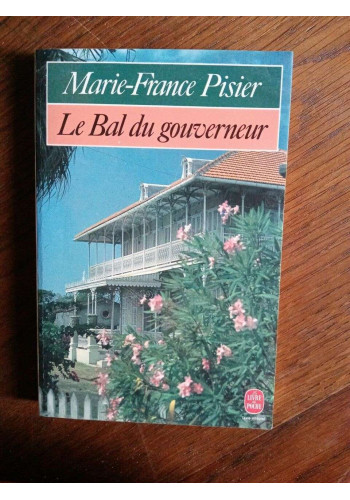 Marie-France Pisier
Le Bal du gouverneur
LE LIVRE
DE POCHE